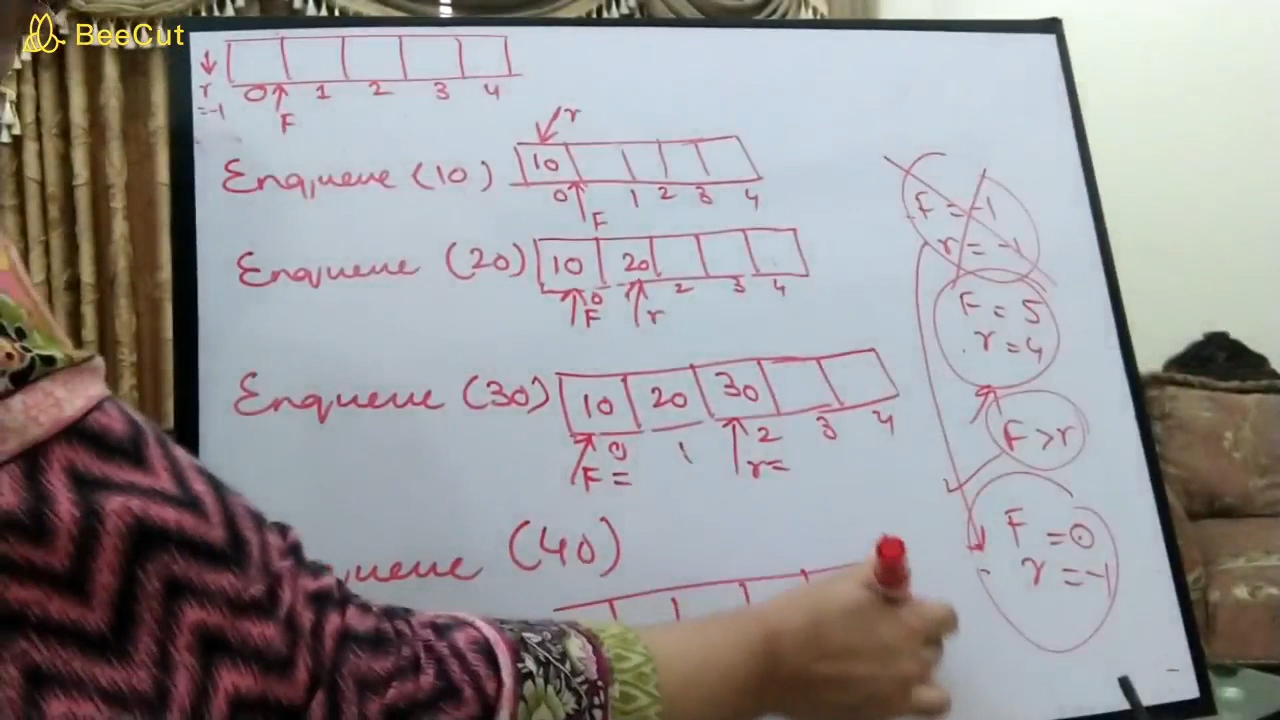 BeeCut
r
=-1
0 1 2 3 4
F
r
Enqueue (10) 10
0 1 2 3 4
F
Enqueue (20) 10 20
0 1 2 3 4
F r
Enqueue (30) 10 20 30
0 1 2 3 4
F = r=
(40)
F = -1
r = -1
F = 5
r = 4
F > r
F = 0
r = -1